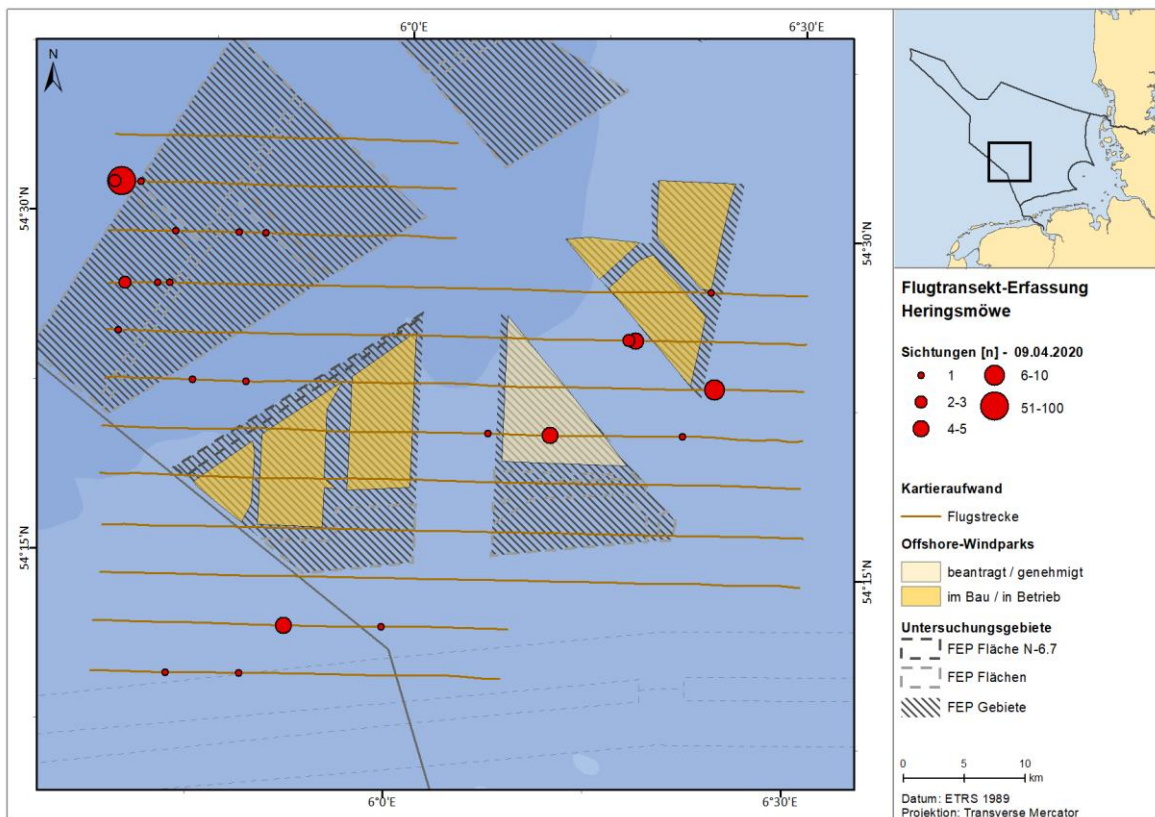 6°0'E
6°30'E
N
54°30'N
54°30'N
54°15'N
54°15'N
6°0'E
6°30'E
Flugtransekt-Erfassung
Heringsmöwe
Sichtungen [n] - 09.04.2020
1
6-10
2-3
51-100
4-5
Kartieraufwand
Flugstrecke
Offshore-Windparks
beantragt / genehmigt
im Bau / in Betrieb
Untersuchungsgebiete
FEP Fläche N-6.7
FEP Flächen
FEP Gebiete
0 5 10
km
Datum: ETRS 1989
Projektion: Transverse Mercator